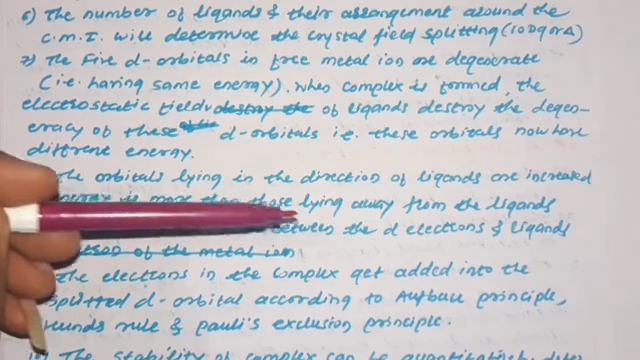 6) The number of ligands & their arrangement around the
C.M.I. will determine the crystal field splitting (10Dq or Δ)
7) The five d-orbitals in free metal ion are degenerate
(i.e. having same energy). When complex is formed, the
electrostatic field destroy the of ligands destroy the degen-
eracy of these d-orbitals i.e. these orbitals now have
different energy.
The orbitals lying in the direction of ligands are increased
energy is more than those lying away from the ligands
between the d electrons & ligands
of the metal ion
The electrons in the complex get added into the
splitted d-orbital according to Aufbau principle,
Hunds rule & pauli's exclusion principle.
The stability of complex can be quantitatively